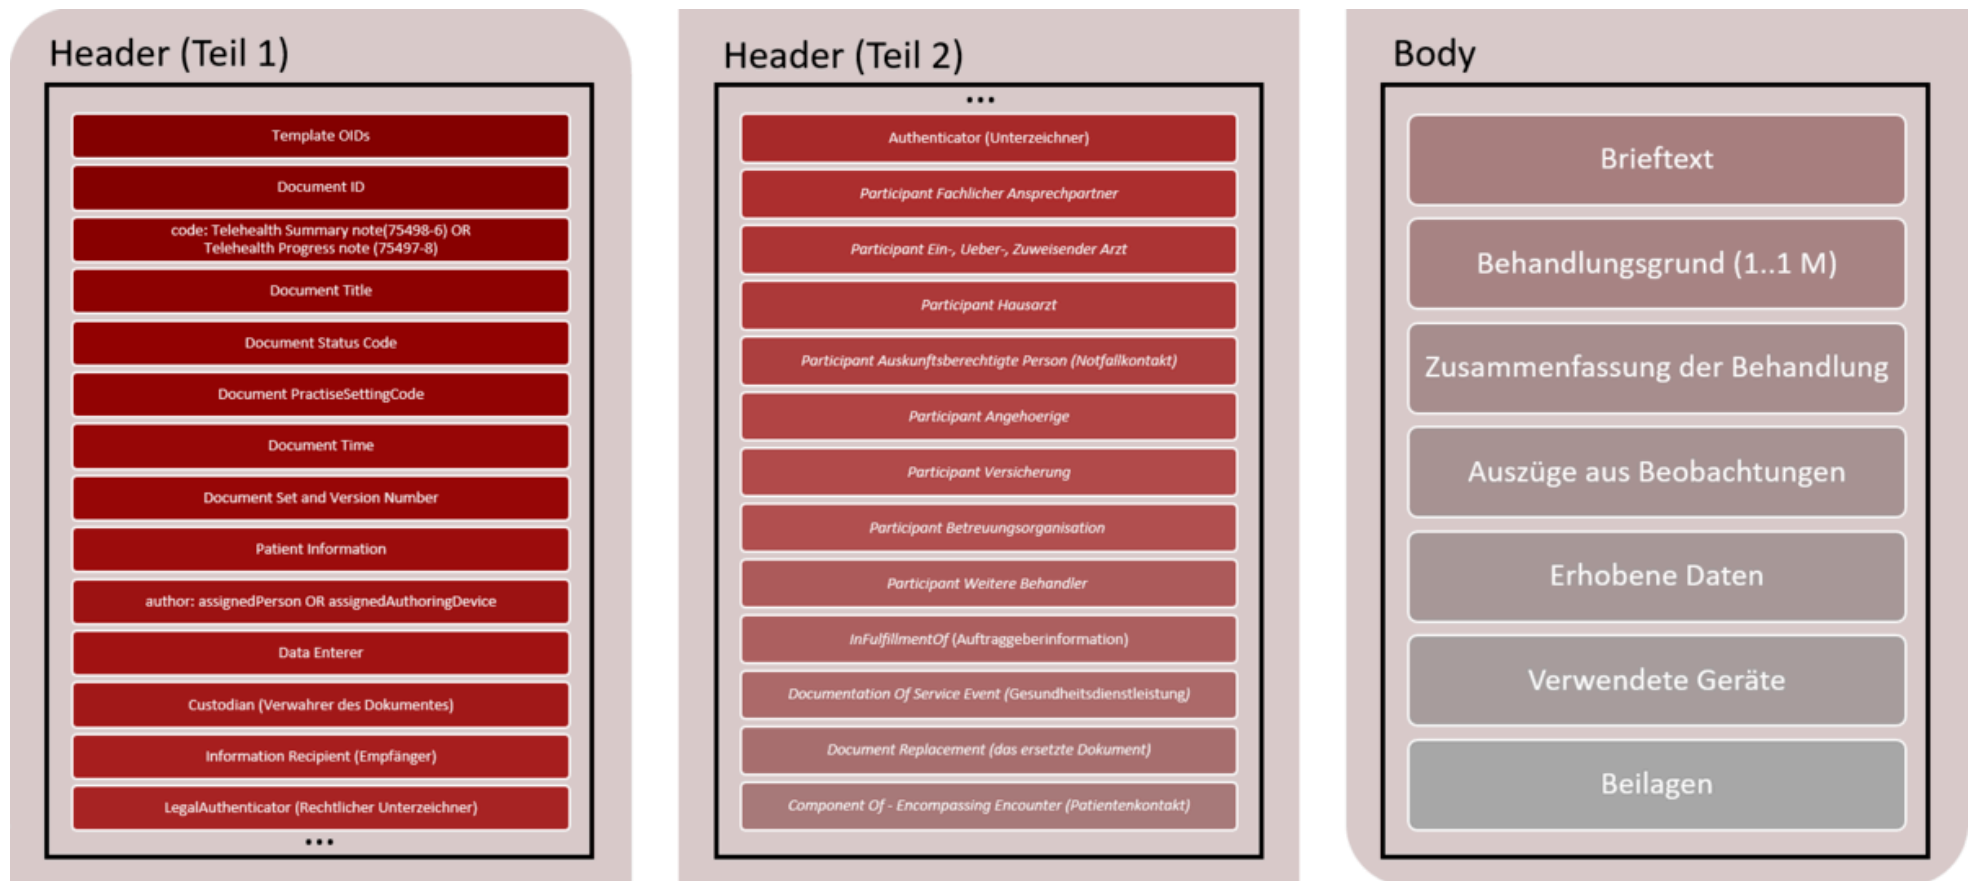 Header (Teil 1)
Template OIDs
Document ID
code: Telehealth Summary note(75498-6) OR
Telehealth Progress note (75497-8)
Document Title
Document Status Code
Document PractiseSettingCode
Document Time
Document Set and Version Number
Patient Information
author: assignedPerson OR assignedAuthoringDevice
Data Enterer
Custodian (Verwahrer des Dokumentes)
Information Recipient (Empfänger)
LegalAuthenticator (Rechtlicher Unterzeichner)
...
Header (Teil 2)
...
Authenticator (Unterzeichner)
Participant Fachlicher Ansprechpartner
Participant Ein-, Ueber-, Zuweisender Arzt
Participant Hausarzt
Participant Auskunftsberechtigte Person (Notfallkontakt)
Participant Angehoerige
Participant Versicherung
Participant Betreuungsorganisation
Participant Weitere Behandler
InFulfillmentOf (Auftraggeberinformation)
Documentation Of Service Event (Gesundheitsdienstleistung)
Document Replacement (das ersetzte Dokument)
Component Of - Encompassing Encounter (Patientenkontakt)
Body
Brieftext
Behandlungsgrund (1..1 M)
Zusammenfassung der Behandlung
Auszüge aus Beobachtungen
Erhobene Daten
Verwendete Geräte
Beilagen